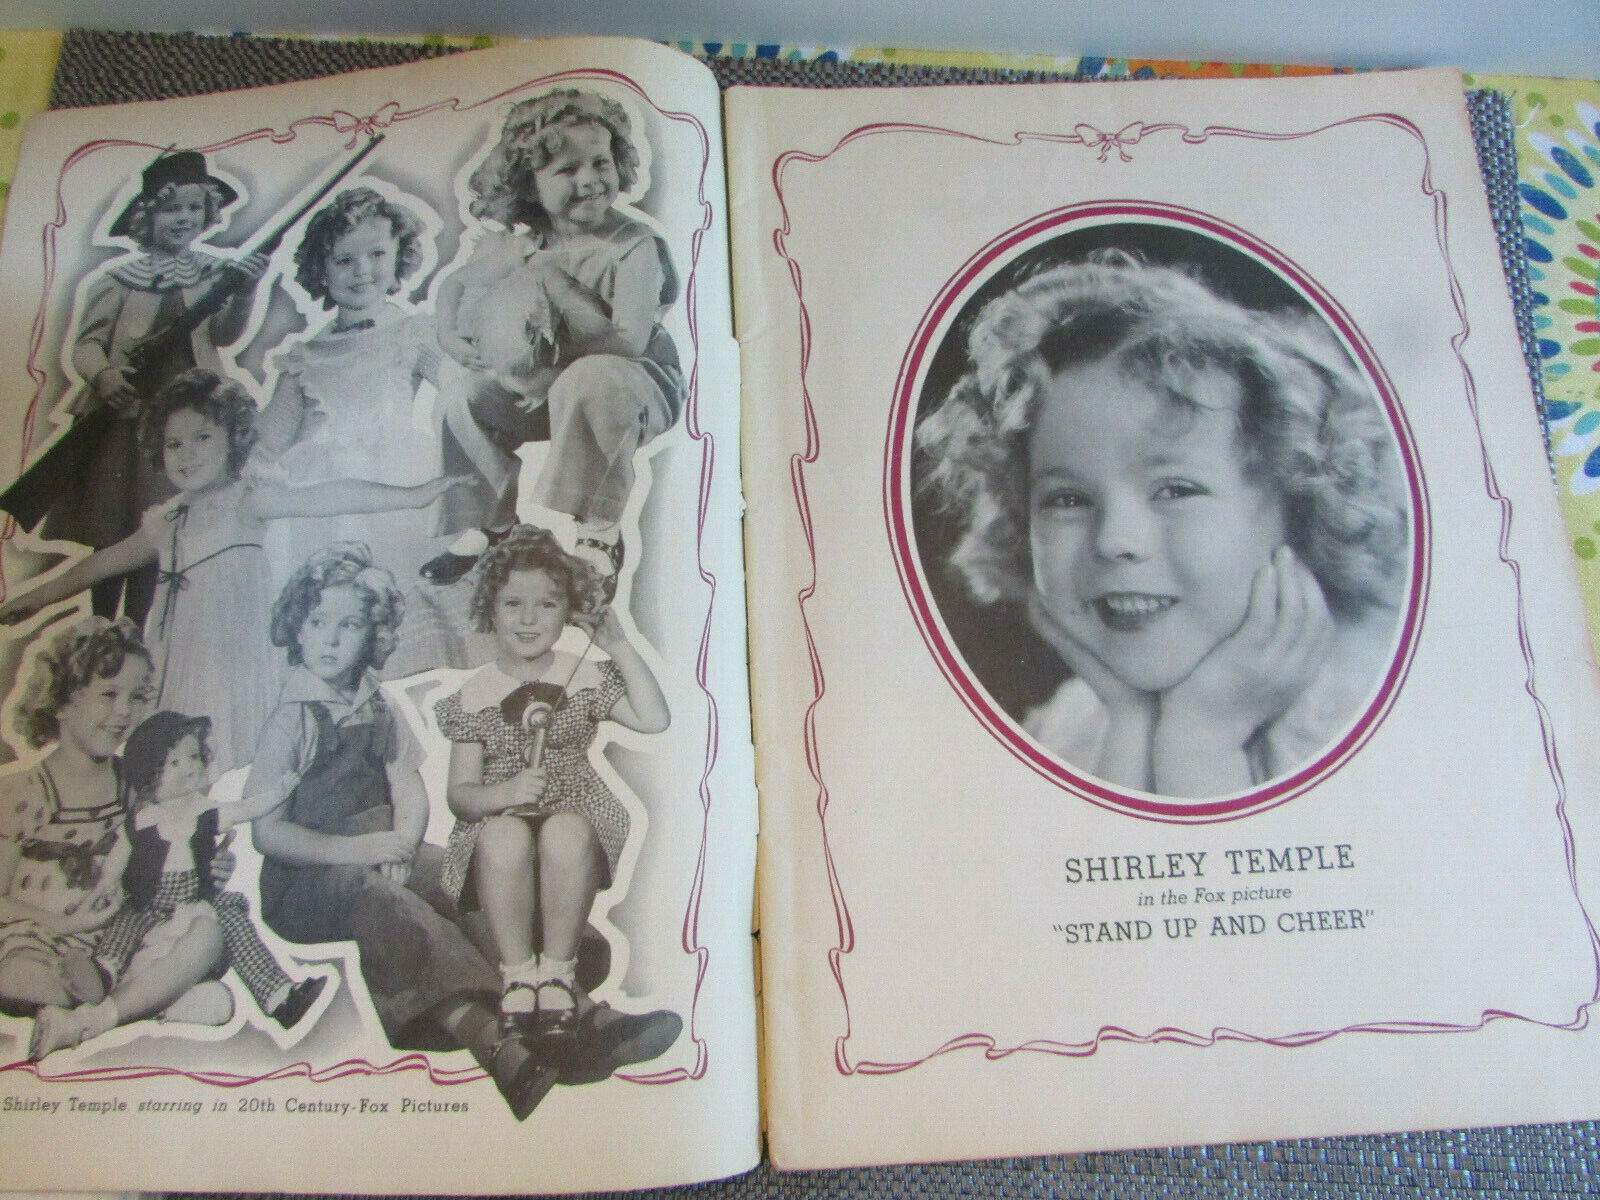 Shirley Temple starring in 20th Century-Fox Pictures
SHIRLEY TEMPLE
in the Fox picture
"STAND UP AND CHEER"